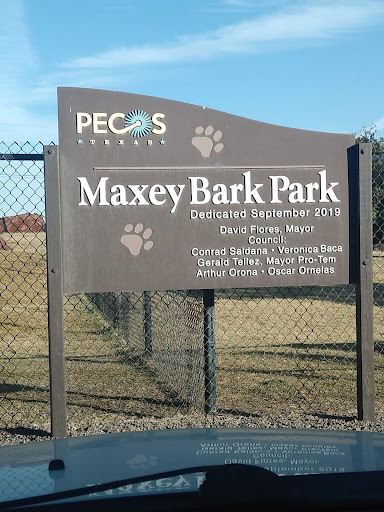 PECOS
TEXAS
Maxey Bark Park
Dedicated September 2019
David Flores, Mayor
Council:
Conrad Saldana • Veronica Baca
Gerald Tellez, Mayor Pro-Tem
Arthur Orona • Oscar Ornelas